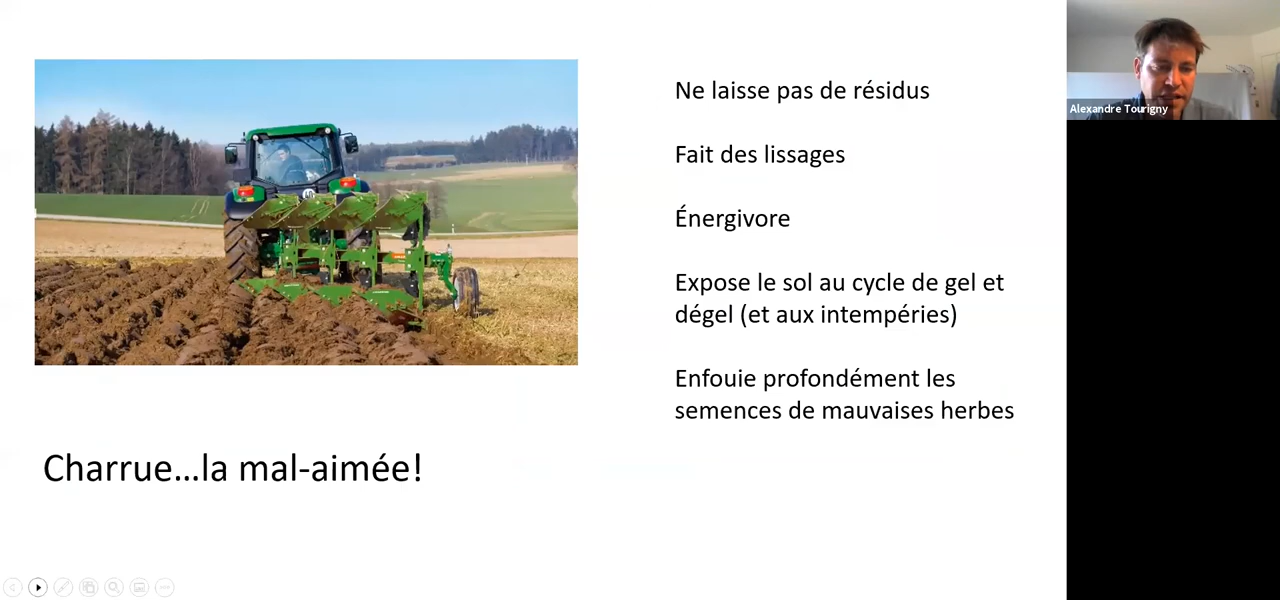 Ne laisse pas de résidus
Fait des lissages
Énergivore
Expose le sol au cycle de gel et
dégel (et aux intempéries)
Enfouie profondément les
semences de mauvaises herbes
Charrue...la mal-aimée!
Alexandre Tourigny